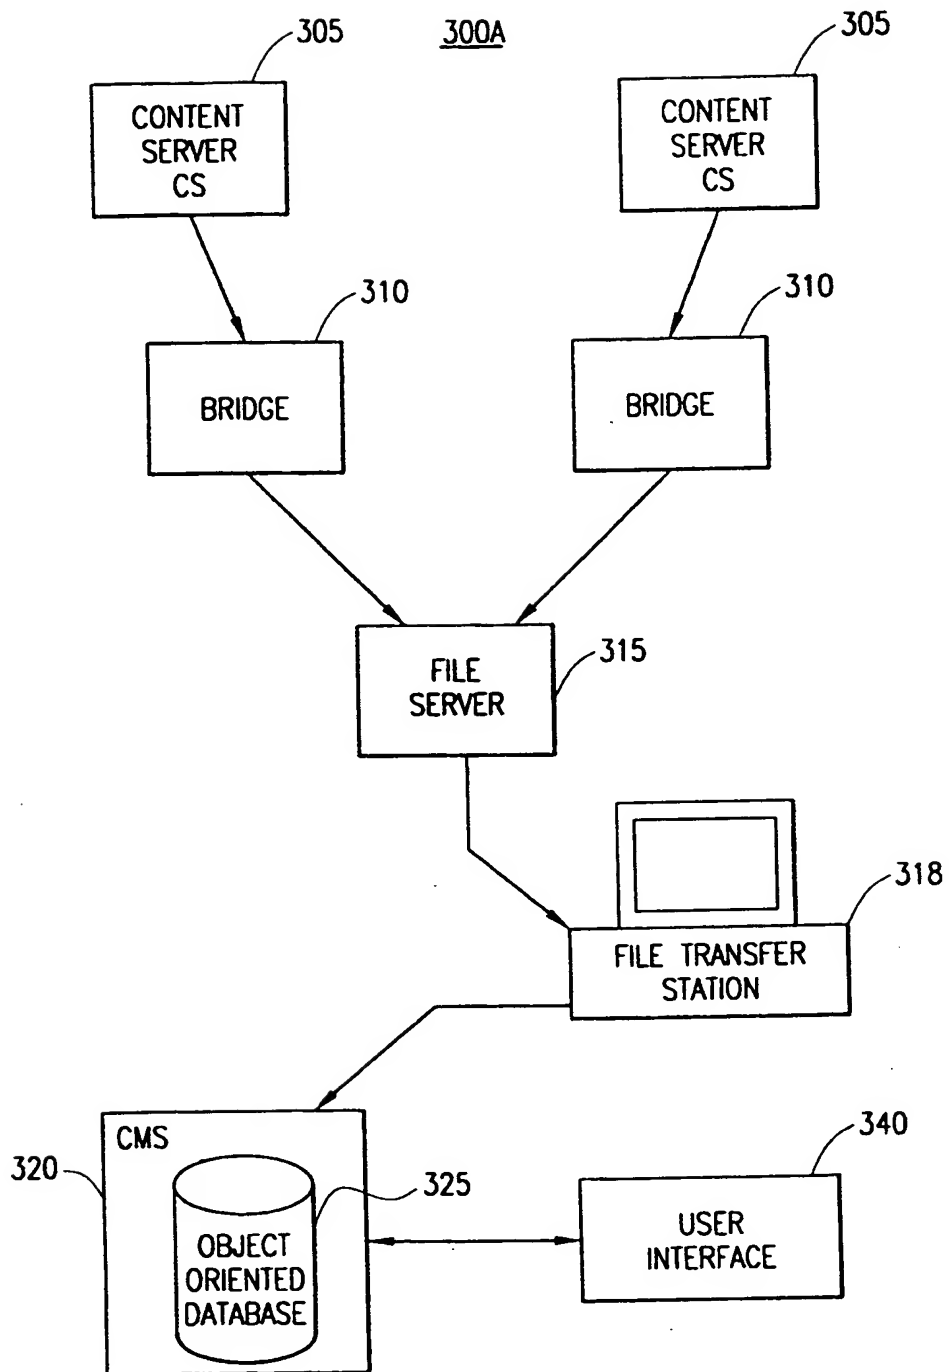 305
300A
305
CONTENT
SERVER
CS
CONTENT
SERVER
CS
310
310
BRIDGE
BRIDGE
FILE
SERVER
315
318
FILE TRANSFER
STATION
CMS
320
325
OBJECT
ORIENTED
DATABASE
340
USER
INTERFACE